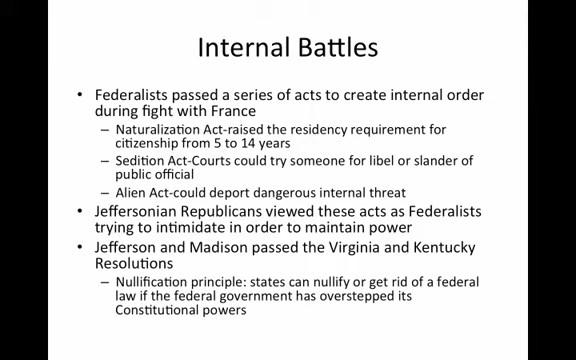 Internal Battles
• Federalists passed a series of acts to create internal order
during fight with France
– Naturalization Act-raised the residency requirement for
citizenship from 5 to 14 years
– Sedition Act-Courts could try someone for libel or slander of
public official
– Alien Act-could deport dangerous internal threat
• Jeffersonian Republicans viewed these acts as Federalists
trying to intimidate in order to maintain power
• Jefferson and Madison passed the Virginia and Kentucky
Resolutions
– Nullification principle: states can nullify or get rid of a federal
law if the federal government has overstepped its
Constitutional powers